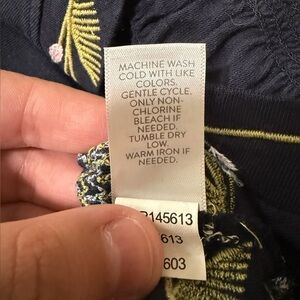 MACHINE WASH
COLD WITH LIKE
COLORS.
GENTLE CYCLE.
ONLY NON-
CHLORINE
BLEACH IF
NEEDED.
TUMBLE DRY
LOW.
WARM IRON IF
NEEDED.
145613
613
603